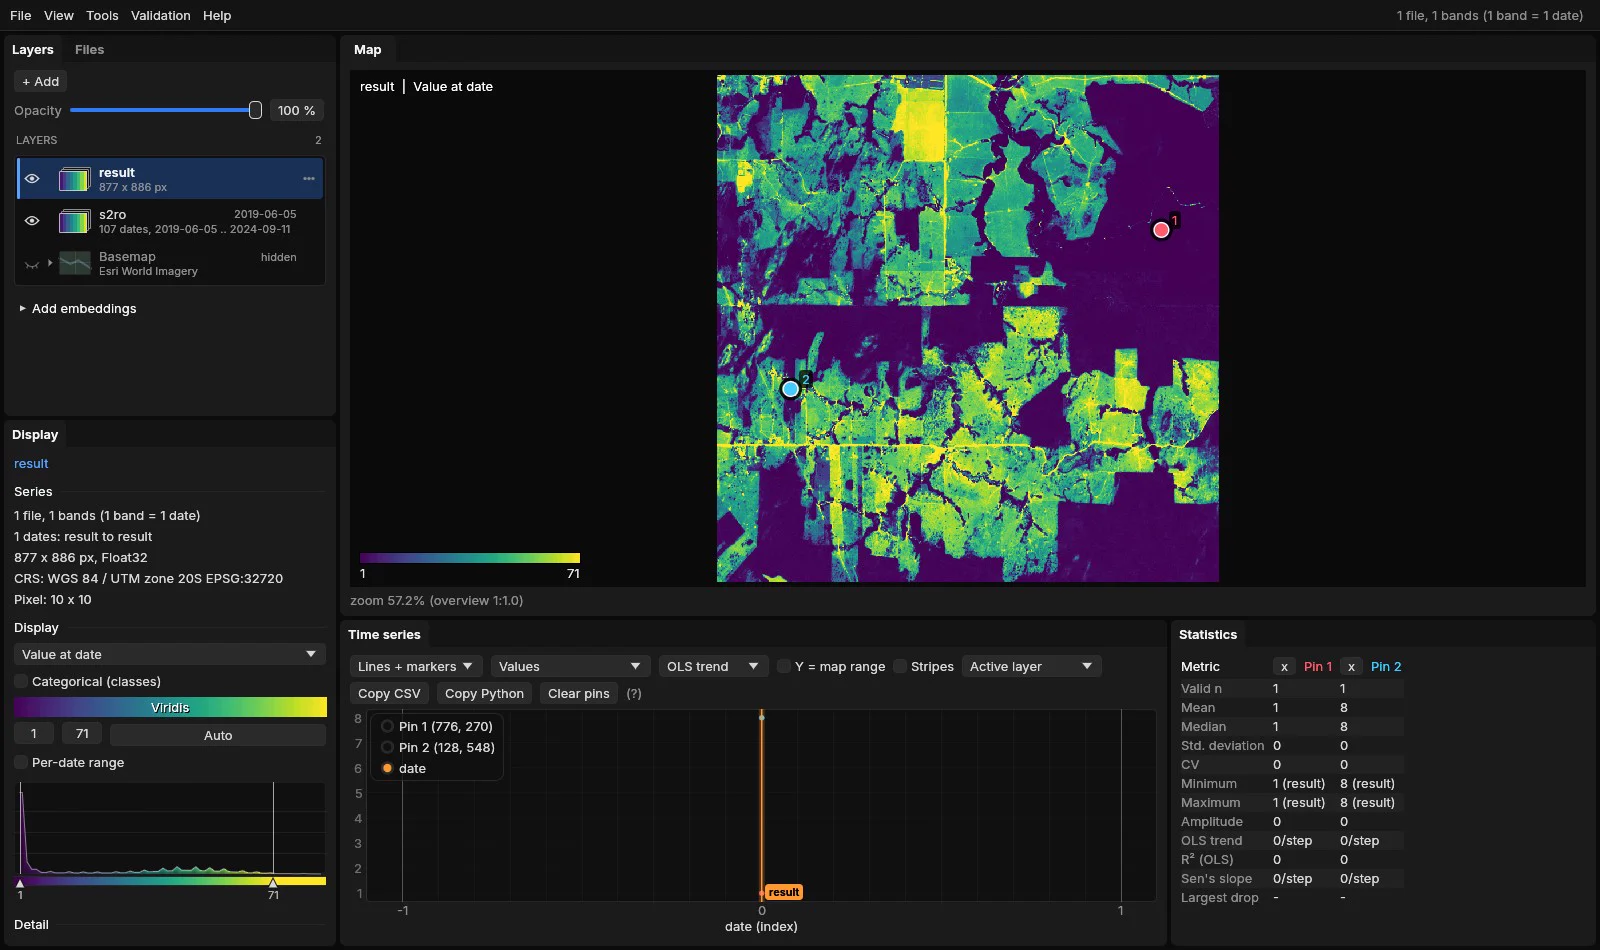 File View Tools Validation Help
1 file, 1 bands (1 band = 1 date)
Layers Files
+ Add
Opacity 100 %
LAYERS 2
result
877 x 886 px
s2ro 2019-06-05
107 dates, 2019-06-05 .. 2024-09-11
Basemap hidden
Esri World Imagery
Add embeddings
Display
result
Series
1 file, 1 bands (1 band = 1 date)
1 dates: result to result
877 x 886 px, Float32
CRS: WGS 84 / UTM zone 20S EPSG:32720
Pixel: 10 x 10
Display
Value at date
Categorical (classes)
Viridis
1 71 Auto
Per-date range
1 71
Detail
Map
result | Value at date
1
2
1 71
zoom 57.2% (overview 1:1.0)
Time series
Lines + markers Values OLS trend Y = map range Stripes Active layer
Copy CSV Copy Python Clear pins (?)
Pin 1 (776, 270)
Pin 2 (128, 548)
date
8
7
6
5
4
3
2
1
result
-1 0 1
date (index)
Statistics
Metric x Pin 1 x Pin 2
Valid n 1 1
Mean 1 8
Median 1 8
Std. deviation 0 0
CV 0 0
Minimum 1 (result) 8 (result)
Maximum 1 (result) 8 (result)
Amplitude 0 0
OLS trend 0/step 0/step
R² (OLS) 0 0
Sen's slope 0/step 0/step
Largest drop - -